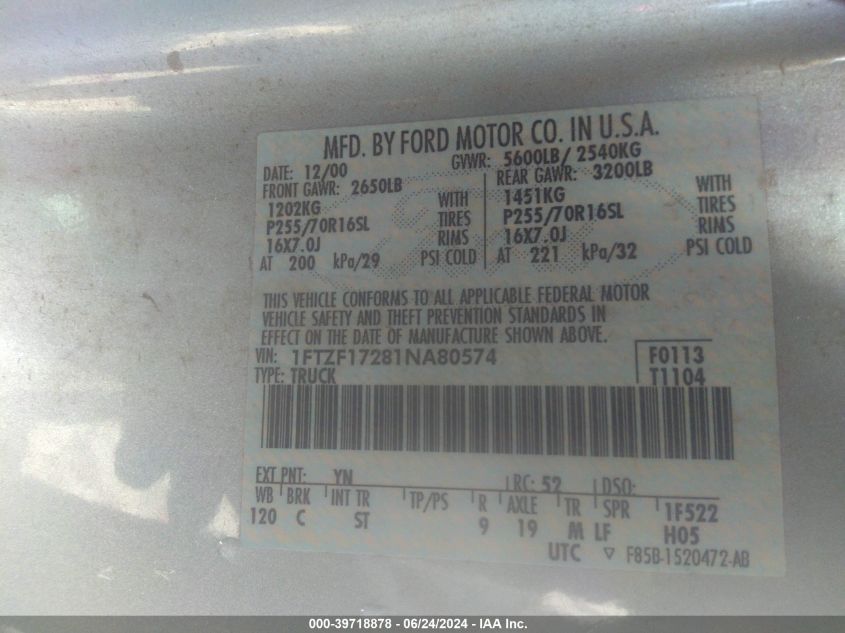 MFD. BY FORD MOTOR CO. IN U.S.A.
DATE: 12/00 GVWR: 5600LB/ 2540KG
FRONT GAWR: 2650LB REAR GAWR: 3200LB
1202KG WITH 1451KG WITH
P255/70R16SL TIRES P255/70R16SL TIRES
16X7.0J RIMS 16X7.0J RIMS
AT 200 kPa/29 PSI COLD AT 221 kPa/32 PSI COLD
THIS VEHICLE CONFORMS TO ALL APPLICABLE FEDERAL MOTOR
VEHICLE SAFETY AND THEFT PREVENTION STANDARDS IN
EFFECT ON THE DATE OF MANUFACTURE SHOWN ABOVE.
VIN: 1FTZF17281NA80574 F0113
TYPE: TRUCK T1104
EXT PNT: YN RC: 52 DSO:
WB BRK INT TR TP/PS R AXLE TR SPR 1F522
120 C ST 9 19 M LF H05
UTC ▽ F85B-1520472-AB
000-39718878 - 06/24/2024 - IAA Inc.